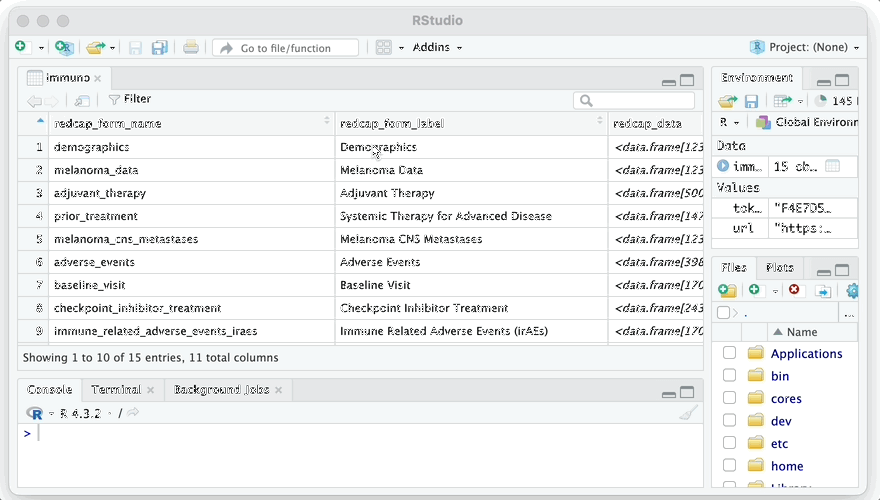 RStudio
Go to file/function
Addins
Project: (None)
immuno
Filter
redcap_form_name redcap_form_label redcap_data
1 demographics Demographics <data.frame[123
2 melanoma_data Melanoma Data <data.frame[123
3 adjuvant_therapy Adjuvant Therapy <data.frame[500
4 prior_treatment Systemic Therapy for Advanced Disease <data.frame[147
5 melanoma_cns_metastases Melanoma CNS Metastases <data.frame[123
6 adverse_events Adverse Events <data.frame[398
7 baseline_visit Baseline Visit <data.frame[170
8 checkpoint_inhibitor_treatment Checkpoint Inhibitor Treatment <data.frame[243
9 immune_related_adverse_events_iraes Immune Related Adverse Events (irAEs) <data.frame[170
Showing 1 to 10 of 15 entries, 11 total columns
Console Terminal Background Jobs
R 4.3.2 · /
>
Environment
145
R Global Environ
Data
imm… 15 ob…
Values
tok… "F4E7D5…
url "https:…
Files Plots
.
...
Name
Applications
bin
cores
dev
etc
home